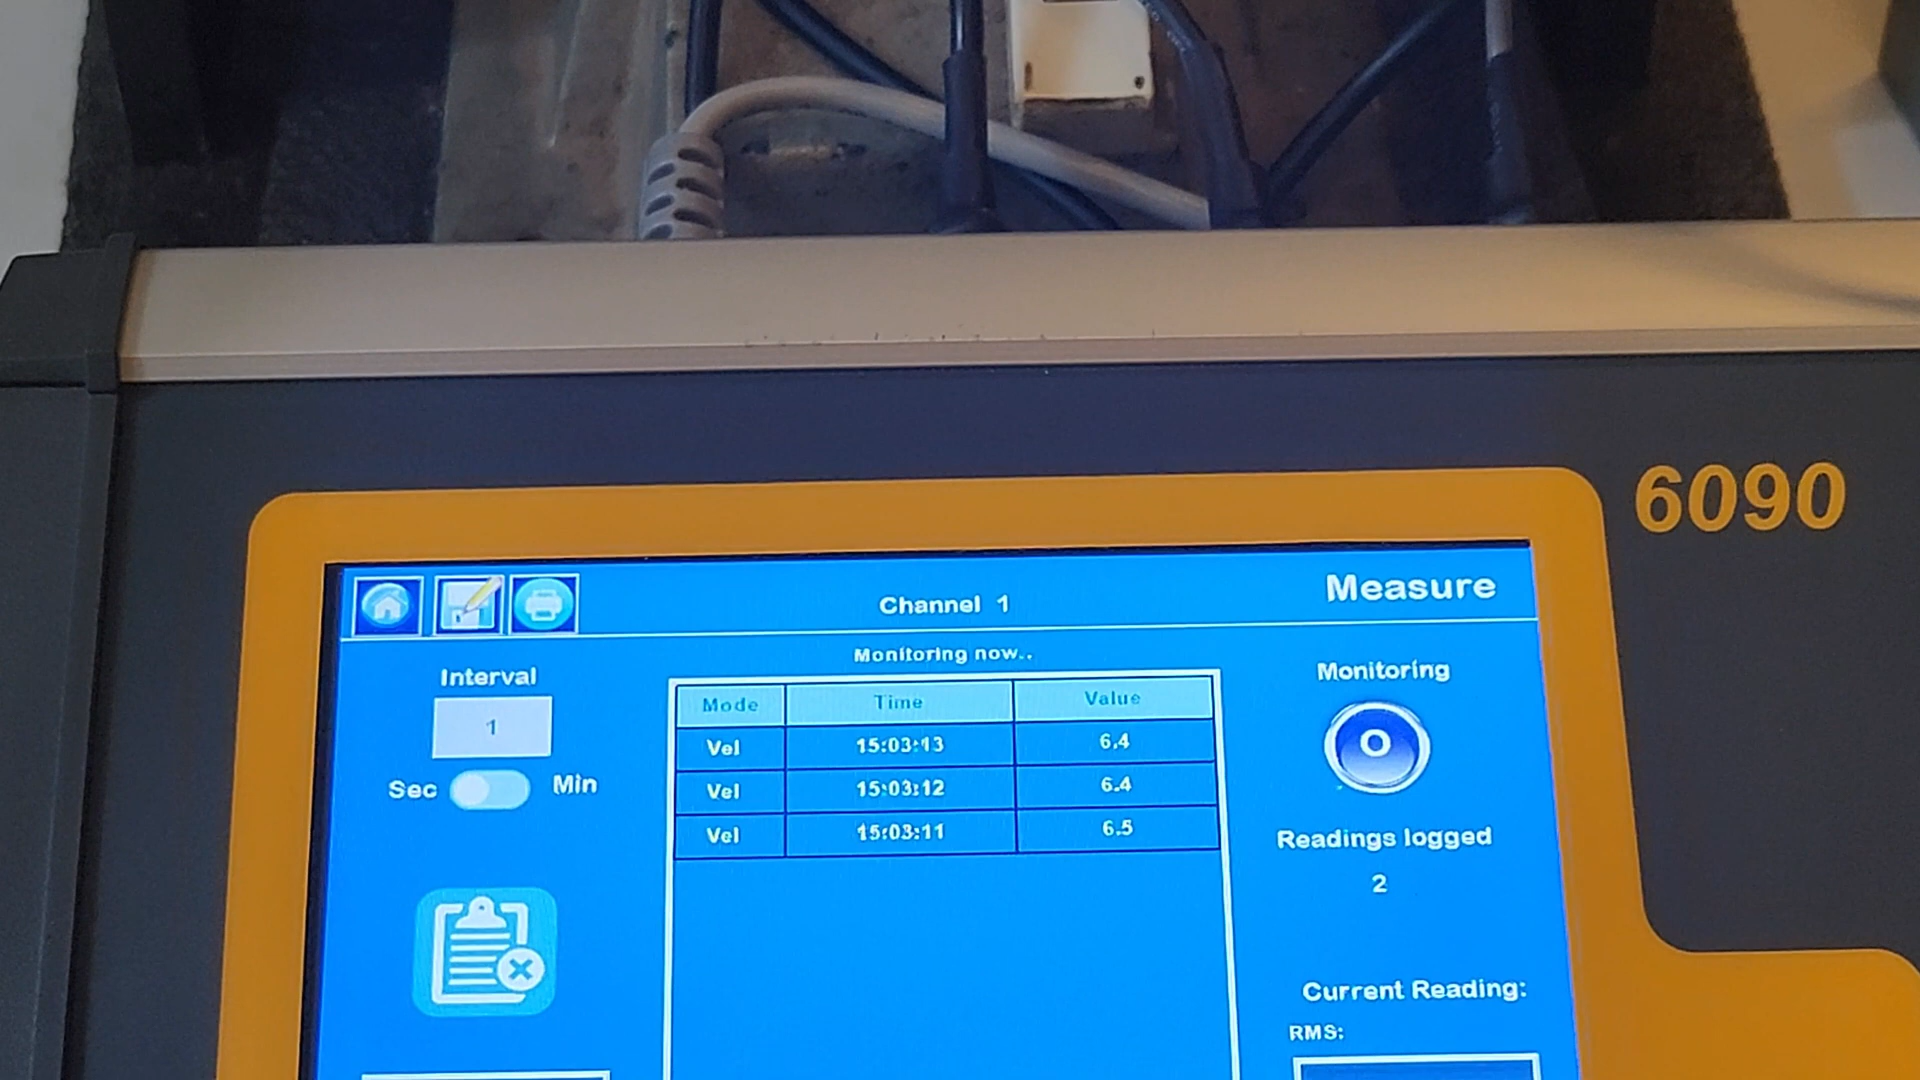 6090
Channel 1
Measure
Monitoring now..
Interval
1
Sec
Min
Mode Time Value
Vel 15:03:13 6.4
Vel 15:03:12 6.4
Vel 15:03:11 6.5
Monitoring
O
Readings logged
2
Current Reading:
RMS: